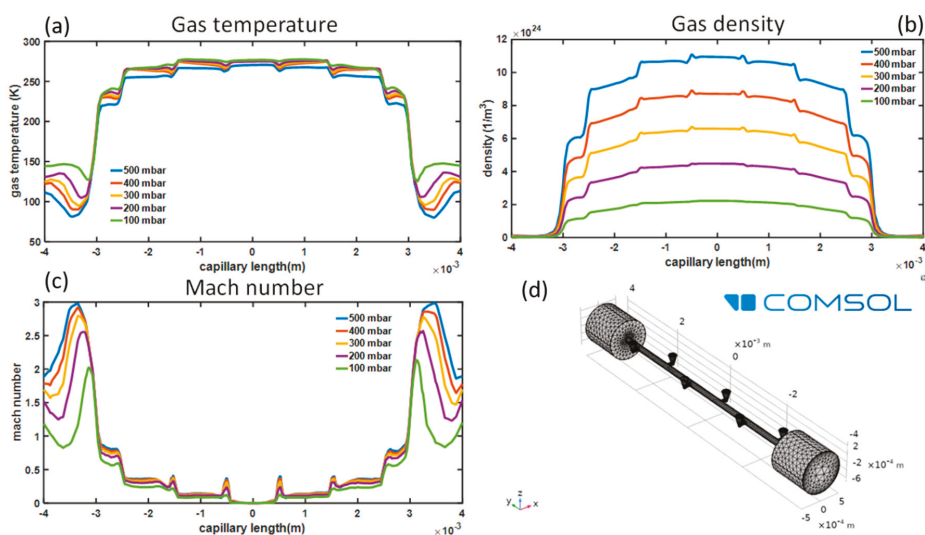 (a) Gas temperature
300
250
200
150
100
50
gas temperature (K)
500 mbar
400 mbar
300 mbar
200 mbar
100 mbar
-4 -3 -2 -1 0 1 2 3 4
capillary length(m) × 10⁻³
Gas density (b)
12 × 10²⁴
10
8
6
4
2
0
density (1/m³)
500 mbar
400 mbar
300 mbar
200 mbar
100 mbar
-4 -3 -2 -1 0 1 2 3 4
capillary length(m) × 10⁻³
(c) Mach number
3
2.5
2
1.5
1
0.5
0
mach number
500 mbar
400 mbar
300 mbar
200 mbar
100 mbar
-4 -3 -2 -1 0 1 2 3 4
capillary length(m) × 10⁻³
(d)
COMSOL
4
2
0 ×10⁻³ m
-2
-4
4
2
-2 ×10⁻⁴ m
-6
5
0 ×10⁻⁴ m
-5
z
y x